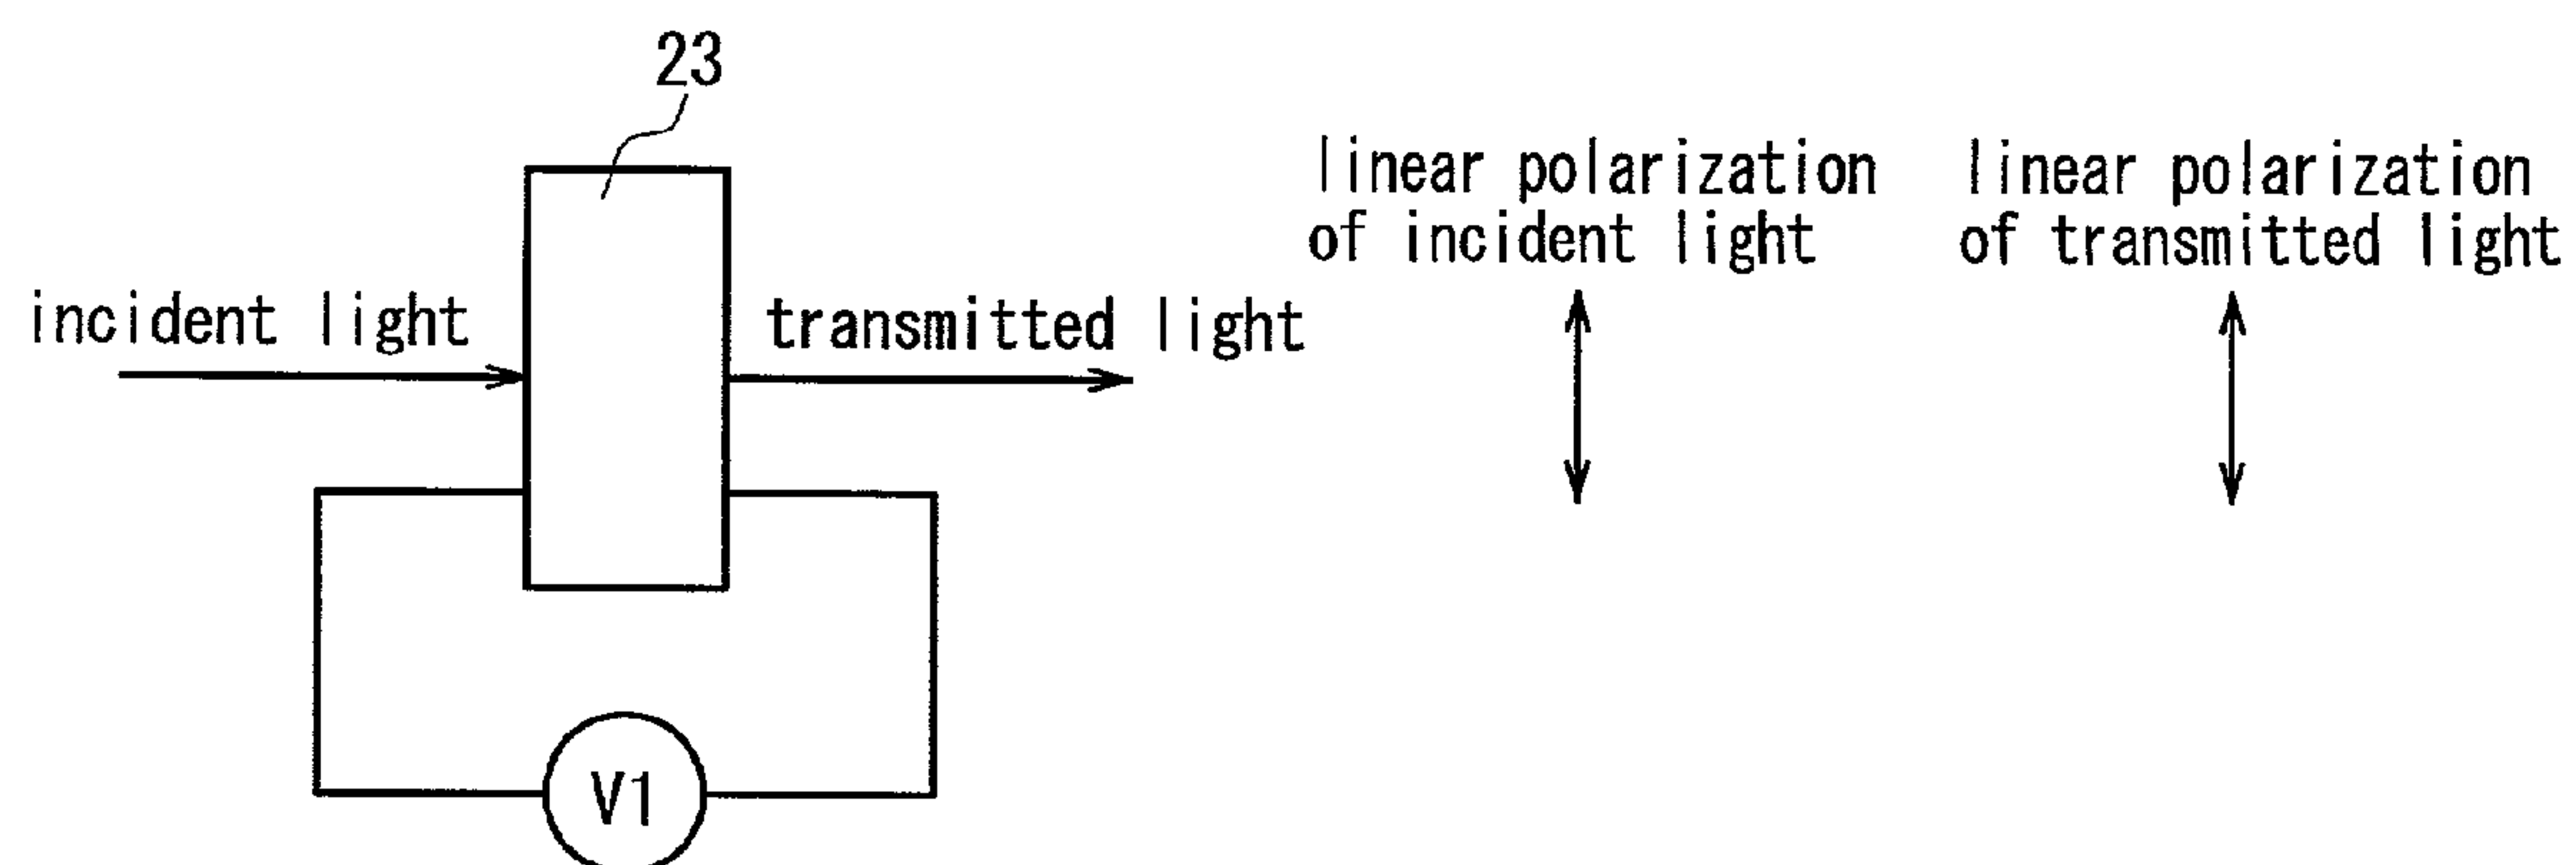 23
incident light
transmitted light
linear polarization
of incident light
linear polarization
of transmitted light
V1